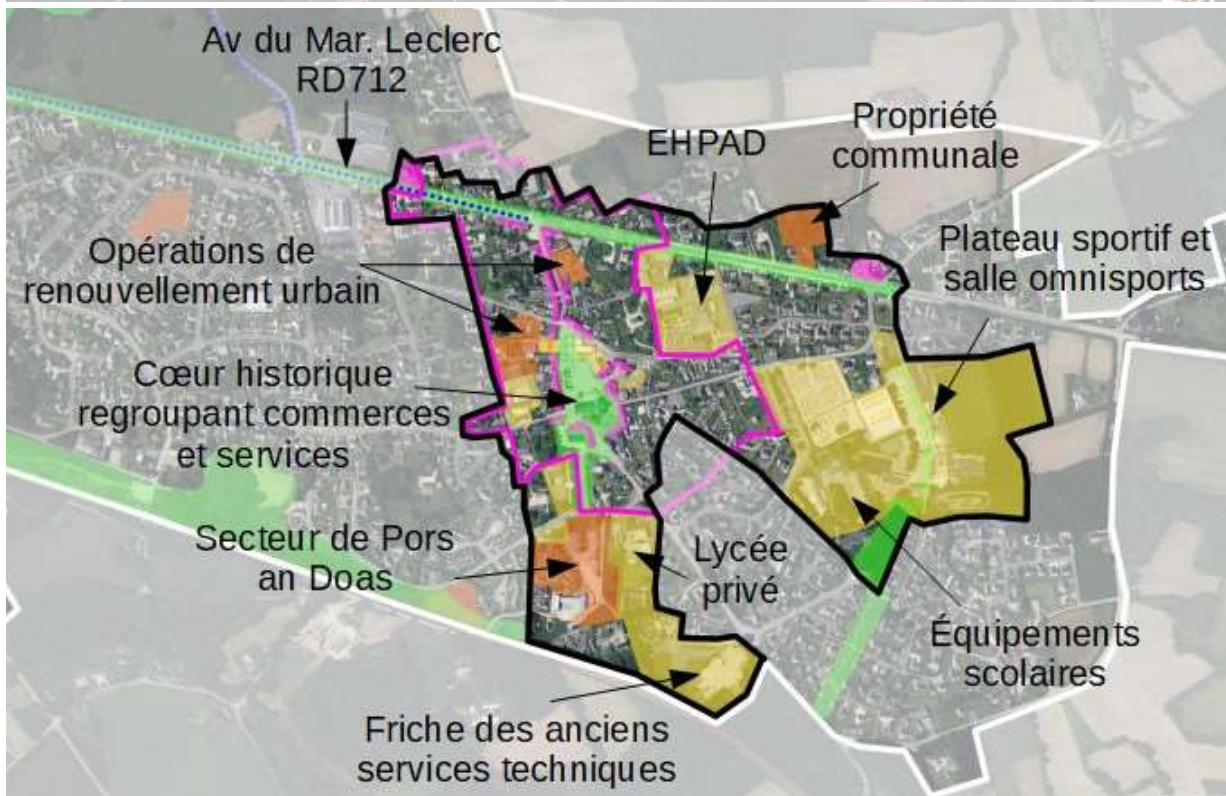 Av du Mar. Leclerc
RD712
EHPAD
Propriété
communale
Plateau sportif et
salle omnisports
Opérations de
renouvellement urbain
Cœur historique
regroupant commerces
et services
Secteur de Pors
an Doas
Lycée
privé
Équipements
scolaires
Friche des anciens
services techniques